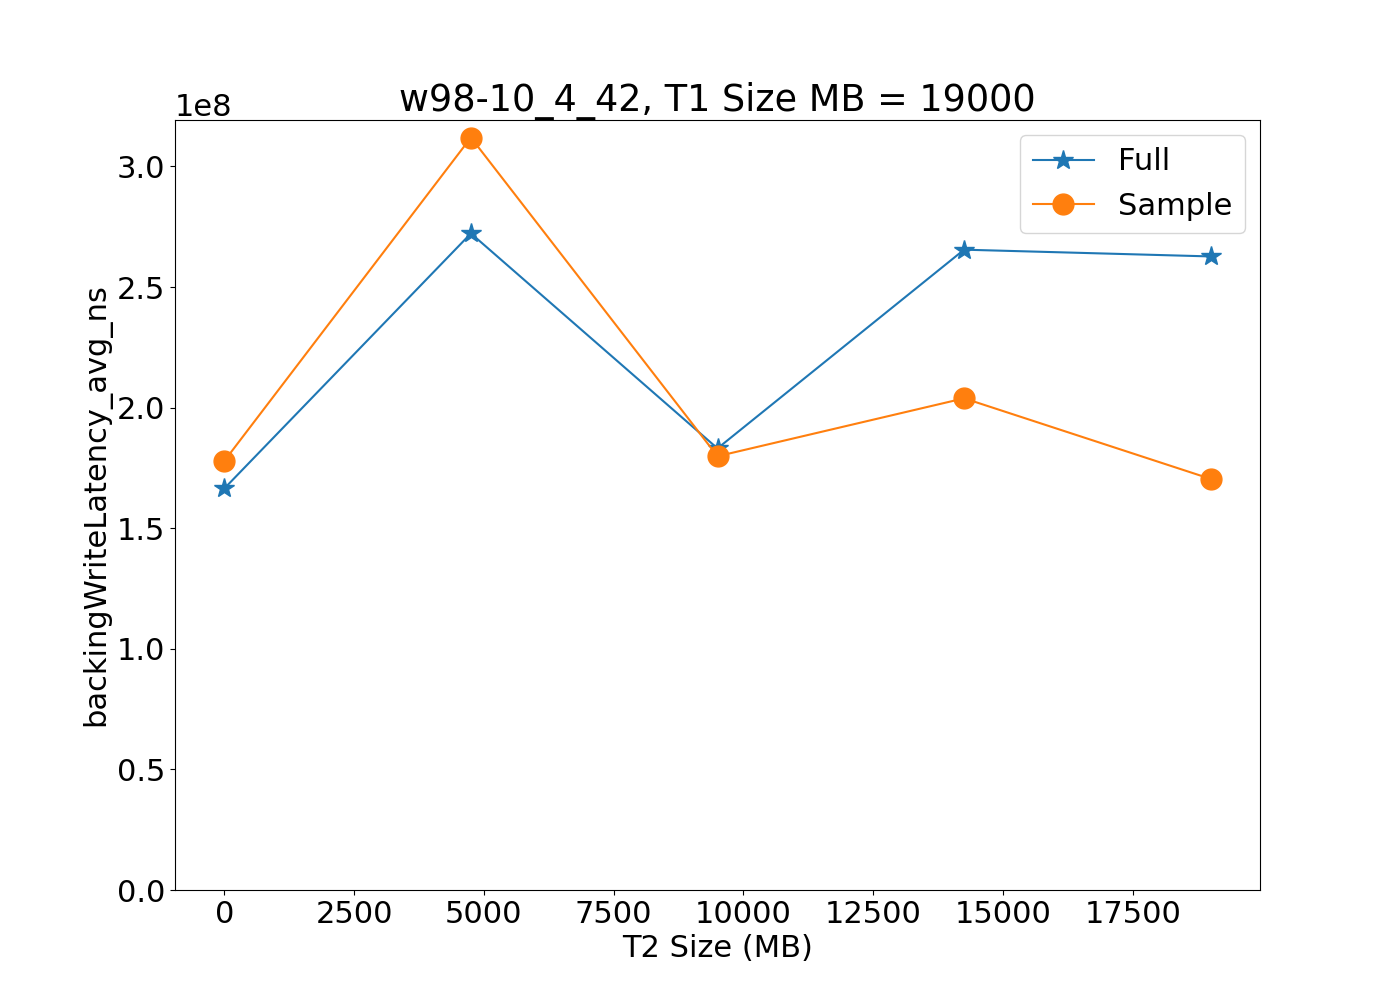 w98-10_4_42, T1 Size MB = 19000
1e8
Full
Sample
3.0
2.5
2.0
1.5
1.0
0.5
0.0
backingWriteLatency_avg_ns
0 2500 5000 7500 10000 12500 15000 17500
T2 Size (MB)